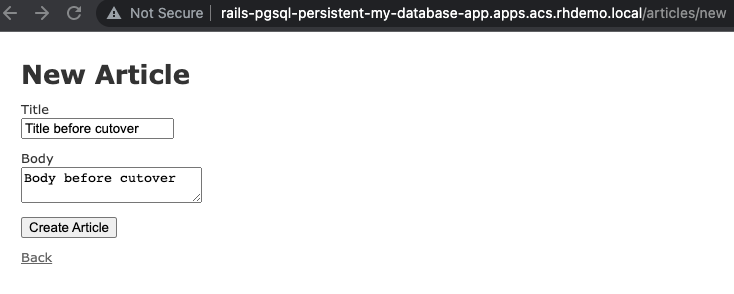 Not Secure | rails-pgsql-persistent-my-database-app.apps.acs.rhdemo.local/articles/new
New Article
Title
Title before cutover
Body
Body before cutover
Create Article
Back